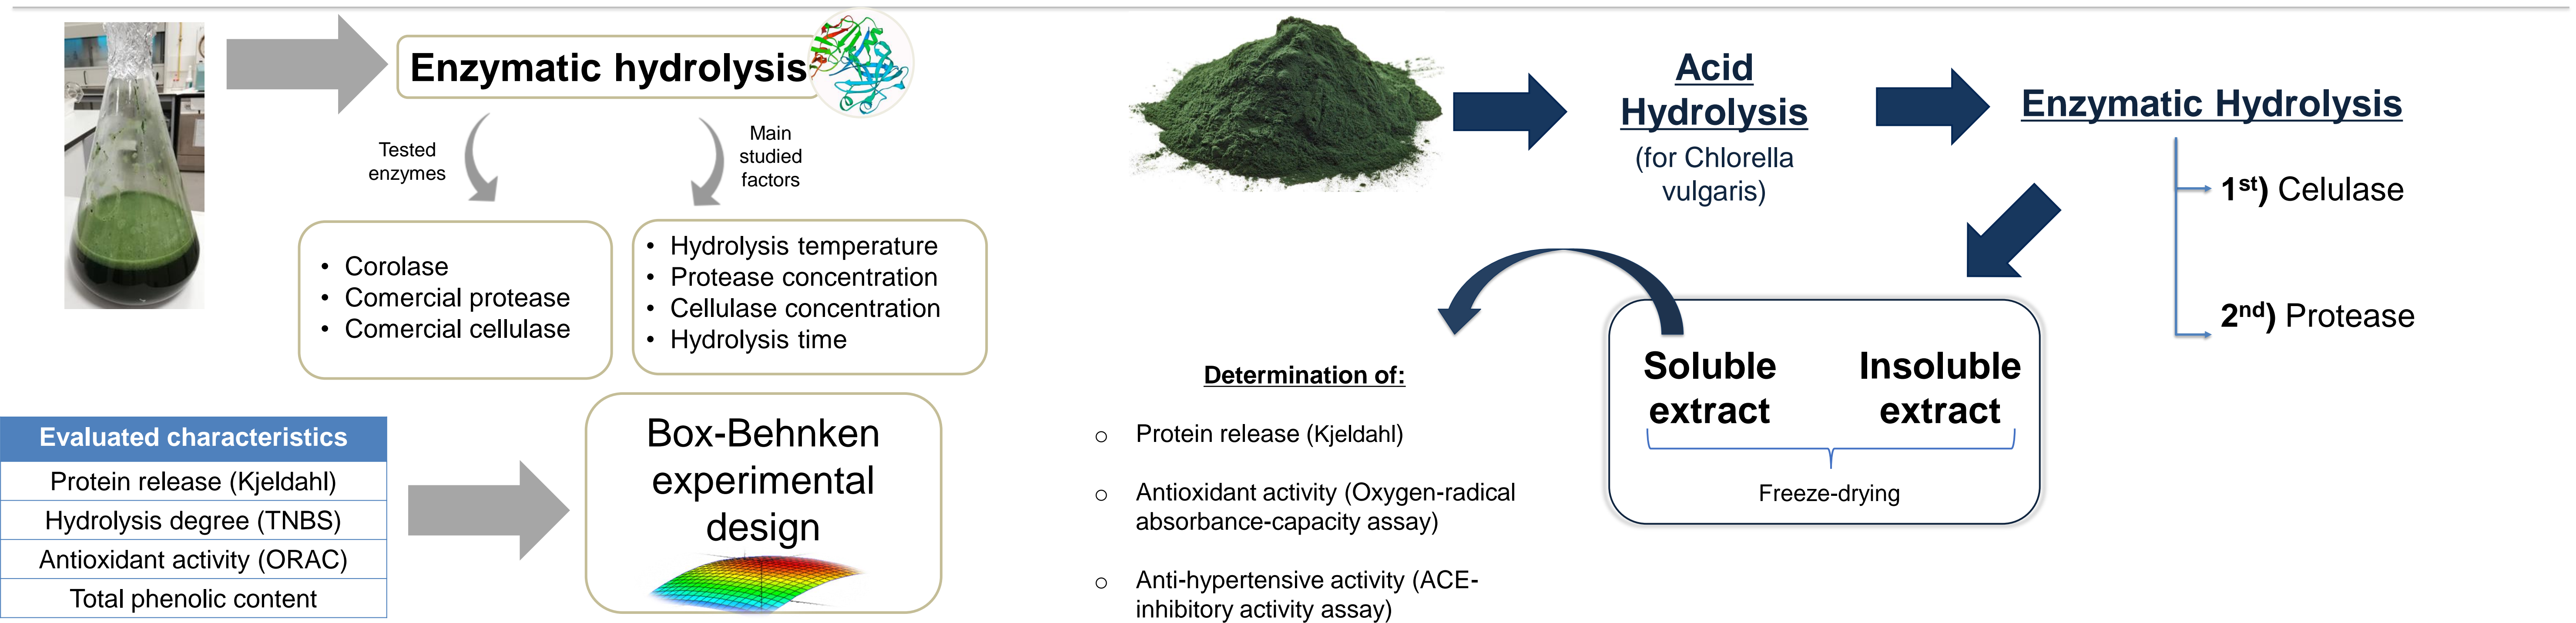 Enzymatic hydrolysis
Tested
enzymes
Main
studied
factors
• Corolase
• Comercial protease
• Comercial cellulase
• Hydrolysis temperature
• Protease concentration
• Cellulase concentration
• Hydrolysis time
Evaluated characteristics
Protein release (Kjeldahl)
Hydrolysis degree (TNBS)
Antioxidant activity (ORAC)
Total phenolic content
Box-Behnken
experimental
design
Acid
Hydrolysis
(for Chlorella
vulgaris)
Enzymatic Hydrolysis
1st) Celulase
2nd) Protease
Soluble
extract
Insoluble
extract
Freeze-drying
Determination of:
o Protein release (Kjeldahl)
o Antioxidant activity (Oxygen-radical
absorbance-capacity assay)
o Anti-hypertensive activity (ACE-
inhibitory activity assay)